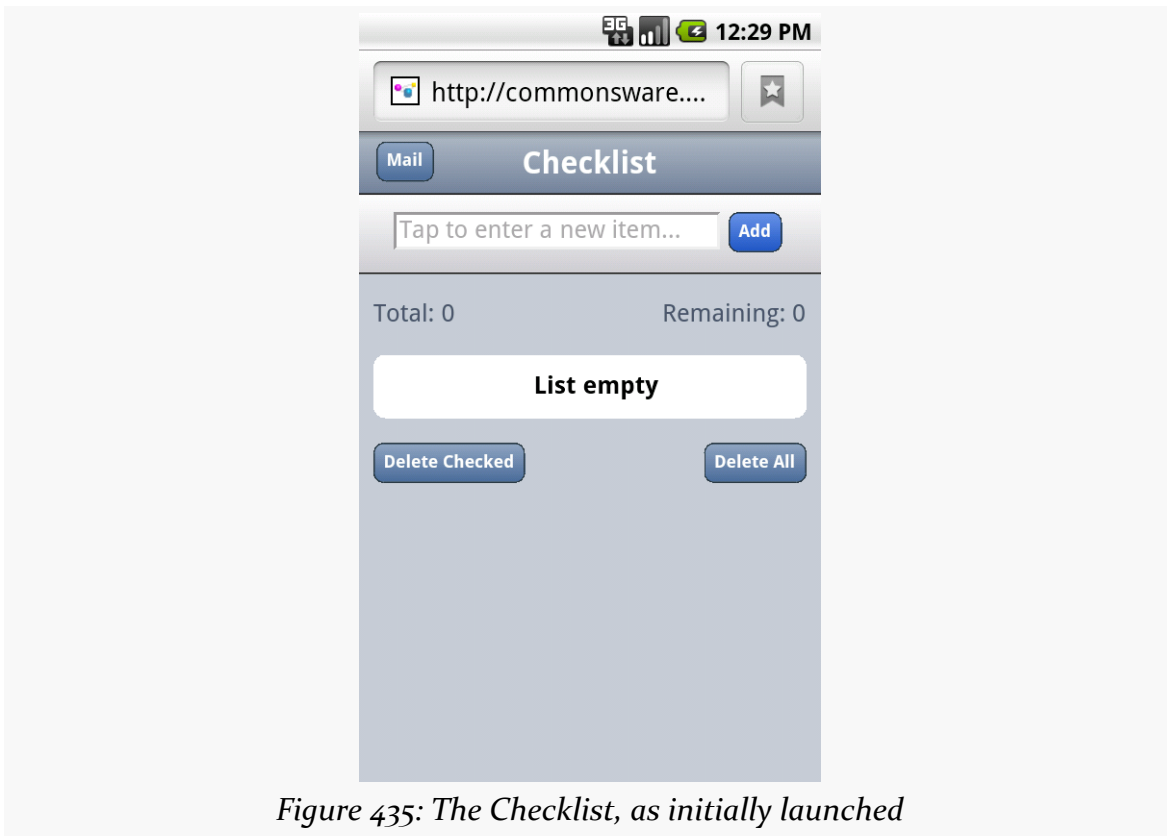 3G 12:29 PM
http://commonsware....
Mail Checklist
Tap to enter a new item... Add
Total: 0 Remaining: 0
List empty
Delete Checked Delete All
Figure 435: The Checklist, as initially launched